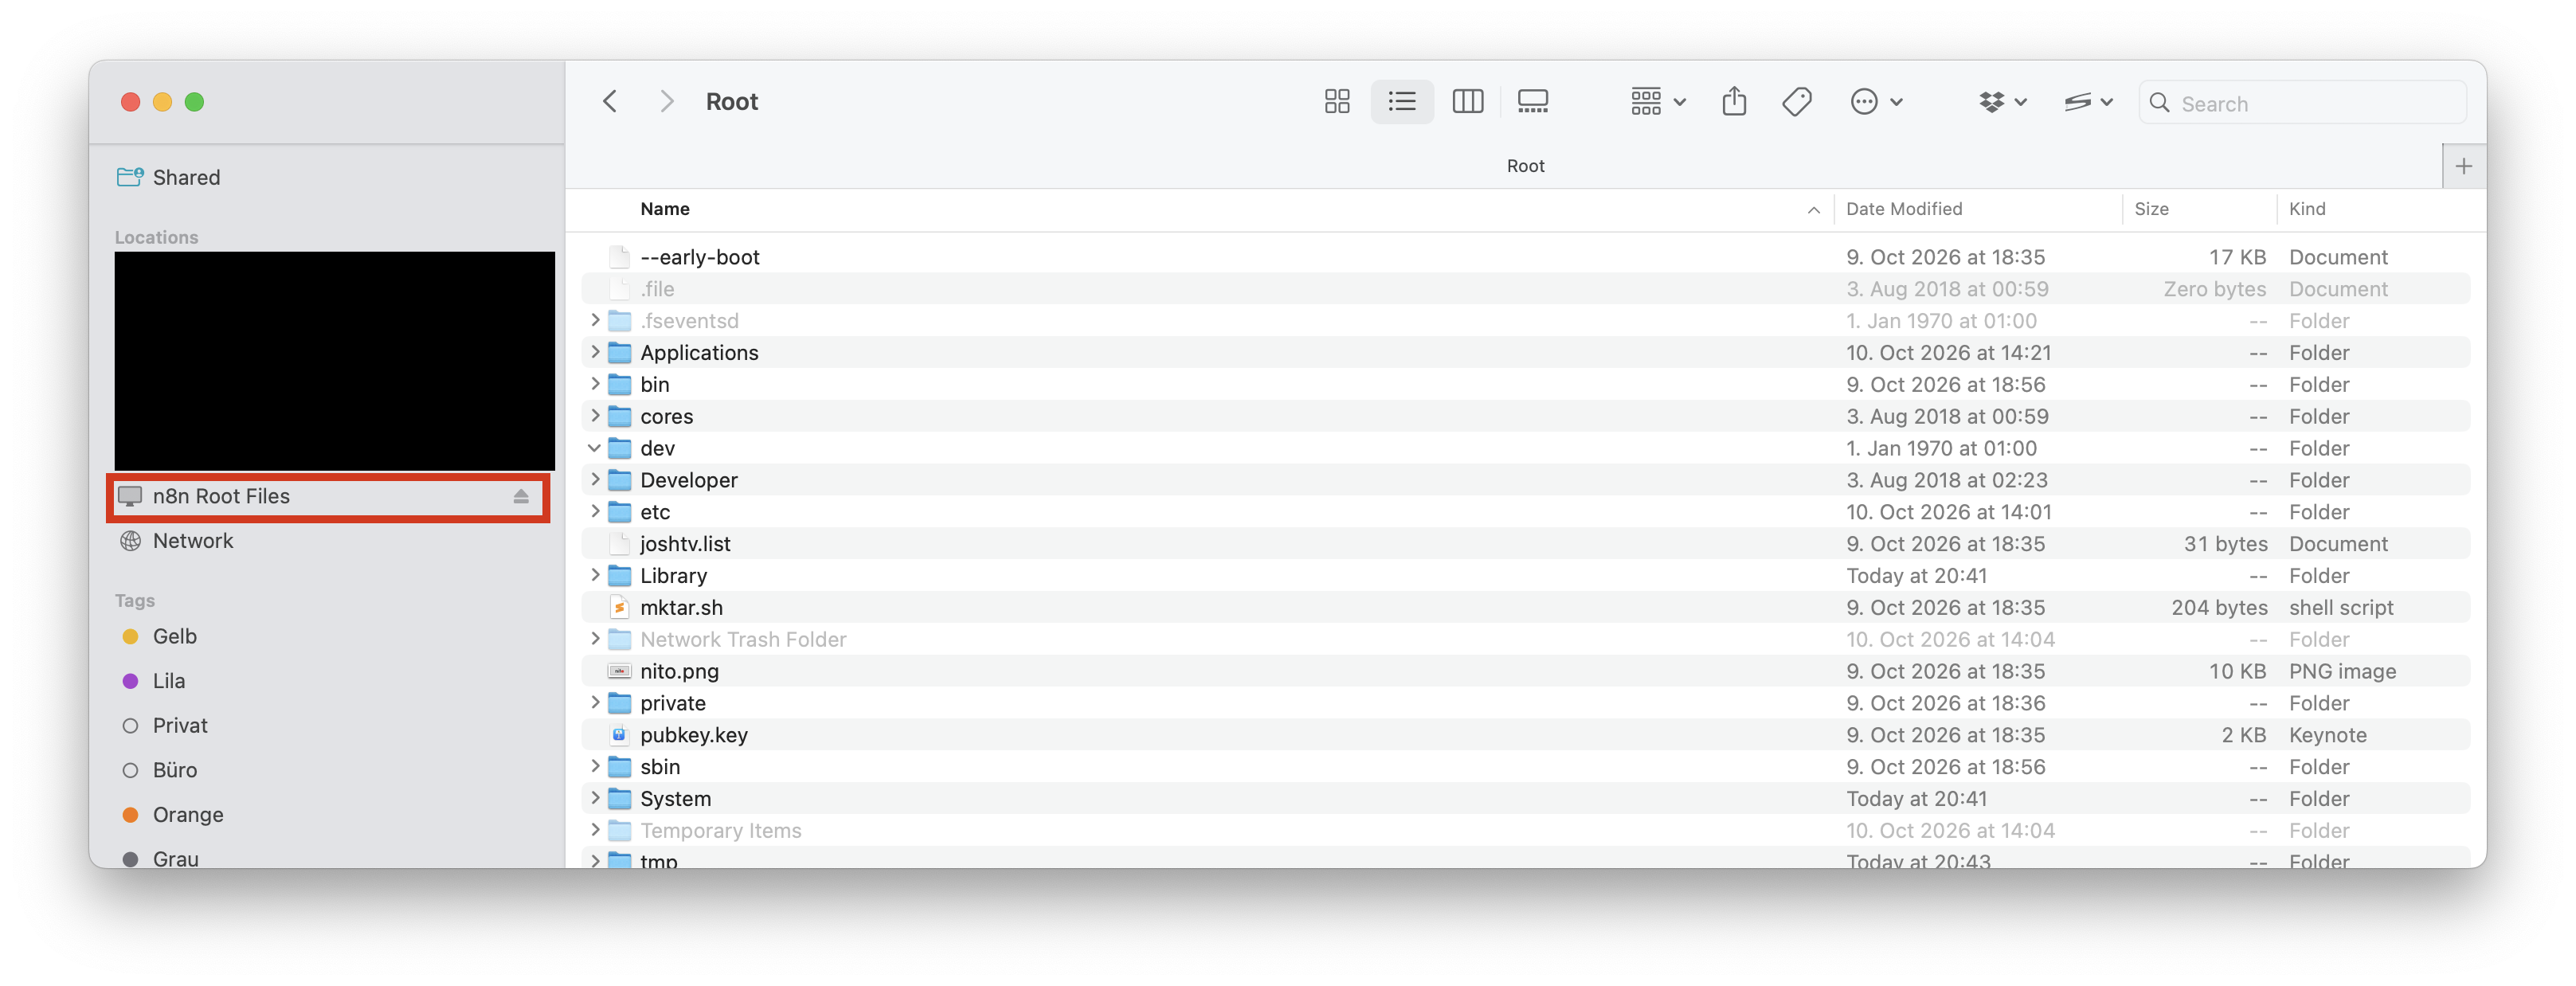 Root
Search
Shared
Locations
n8n Root Files
Network
Tags
Gelb
Lila
Privat
Büro
Orange
Grau
Root
Name Date Modified Size Kind
--early-boot 9. Oct 2026 at 18:35 17 KB Document
.file 3. Aug 2018 at 00:59 Zero bytes Document
.fseventsd 1. Jan 1970 at 01:00 -- Folder
Applications 10. Oct 2026 at 14:21 -- Folder
bin 9. Oct 2026 at 18:56 -- Folder
cores 3. Aug 2018 at 00:59 -- Folder
dev 1. Jan 1970 at 01:00 -- Folder
Developer 3. Aug 2018 at 02:23 -- Folder
etc 10. Oct 2026 at 14:01 -- Folder
joshtv.list 9. Oct 2026 at 18:35 31 bytes Document
Library Today at 20:41 -- Folder
mktar.sh 9. Oct 2026 at 18:35 204 bytes shell script
Network Trash Folder 10. Oct 2026 at 14:04 -- Folder
nito.png 9. Oct 2026 at 18:35 10 KB PNG image
private 9. Oct 2026 at 18:36 -- Folder
pubkey.key 9. Oct 2026 at 18:35 2 KB Keynote
sbin 9. Oct 2026 at 18:56 -- Folder
System Today at 20:41 -- Folder
Temporary Items 10. Oct 2026 at 14:04 -- Folder
tmp Today at 20:43 -- Folder